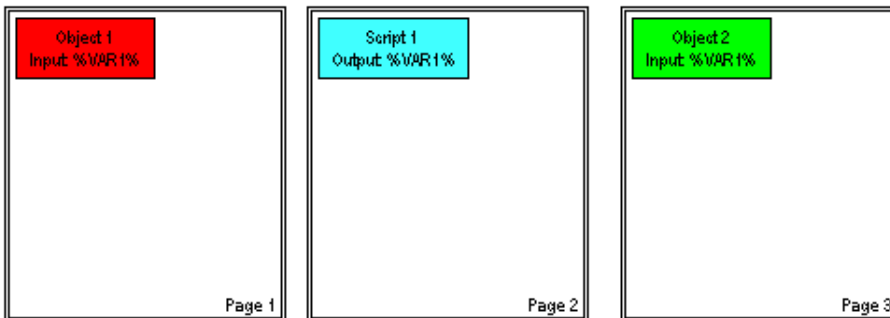 Object 1
Input: %VAR1%
Page 1
Script 1
Output: %VAR1%
Page 2
Object 2
Input: %VAR1%
Page 3